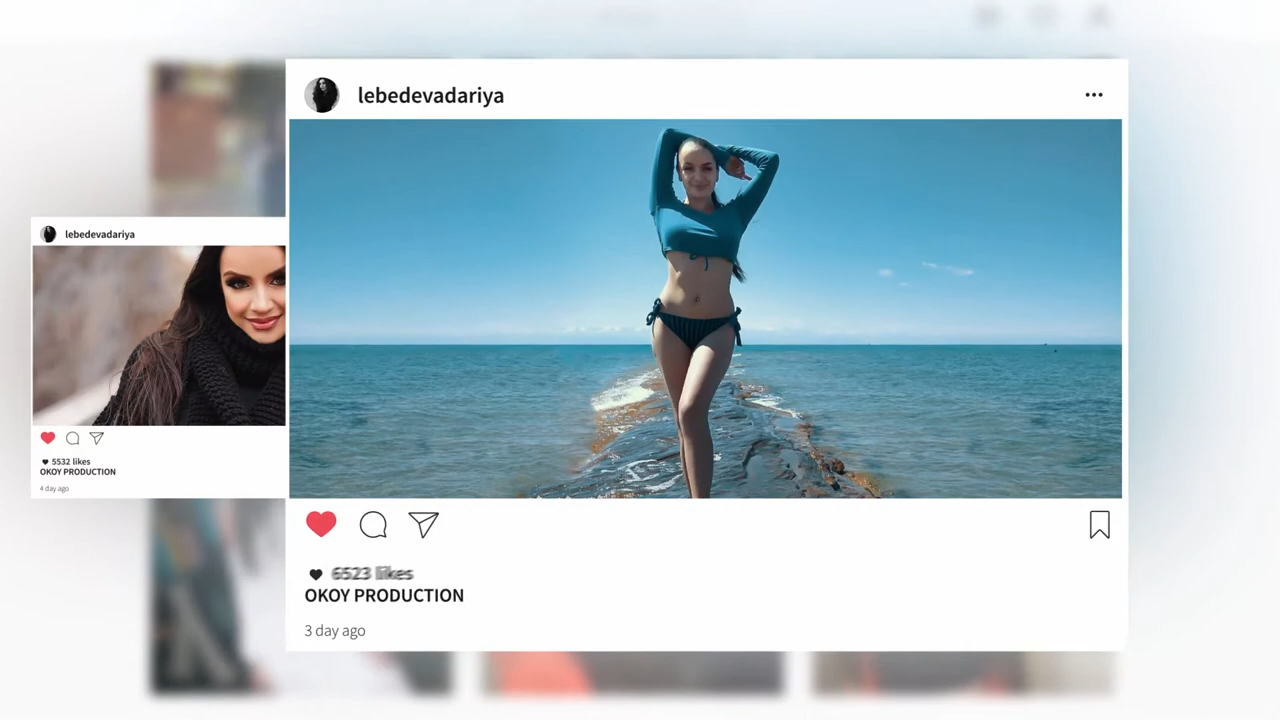 lebedevadariya
lebedevadariya
5532 likes
OKOY PRODUCTION
4 day ago
6523 likes
OKOY PRODUCTION
3 day ago